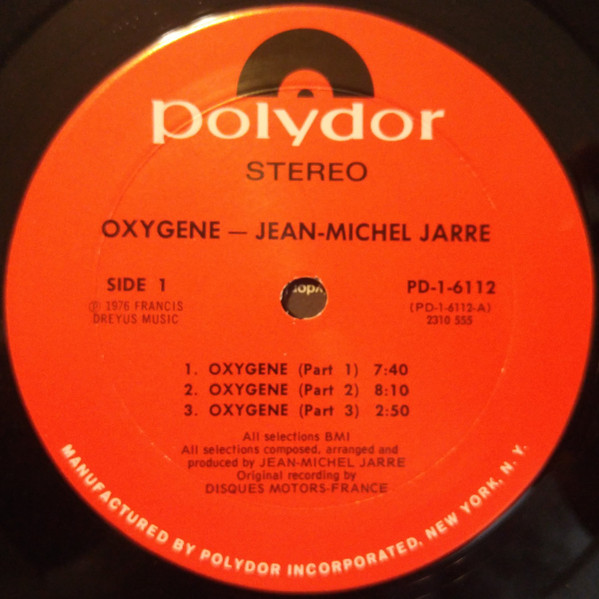 polydor
STEREO
OXYGENE — JEAN-MICHEL JARRE
SIDE 1
℗ 1976 FRANCIS
DREYUS MUSIC
PD-1-6112
(PD-1-6112-A)
2310 555
1. OXYGENE (Part 1) 7:40
2. OXYGENE (Part 2) 8:10
3. OXYGENE (Part 3) 2:50
All selections BMI
All selections composed, arranged and
produced by JEAN-MICHEL JARRE
Original recording by
DISQUES MOTORS-FRANCE
MANUFACTURED BY POLYDOR INCORPORATED, NEW YORK, N. Y.